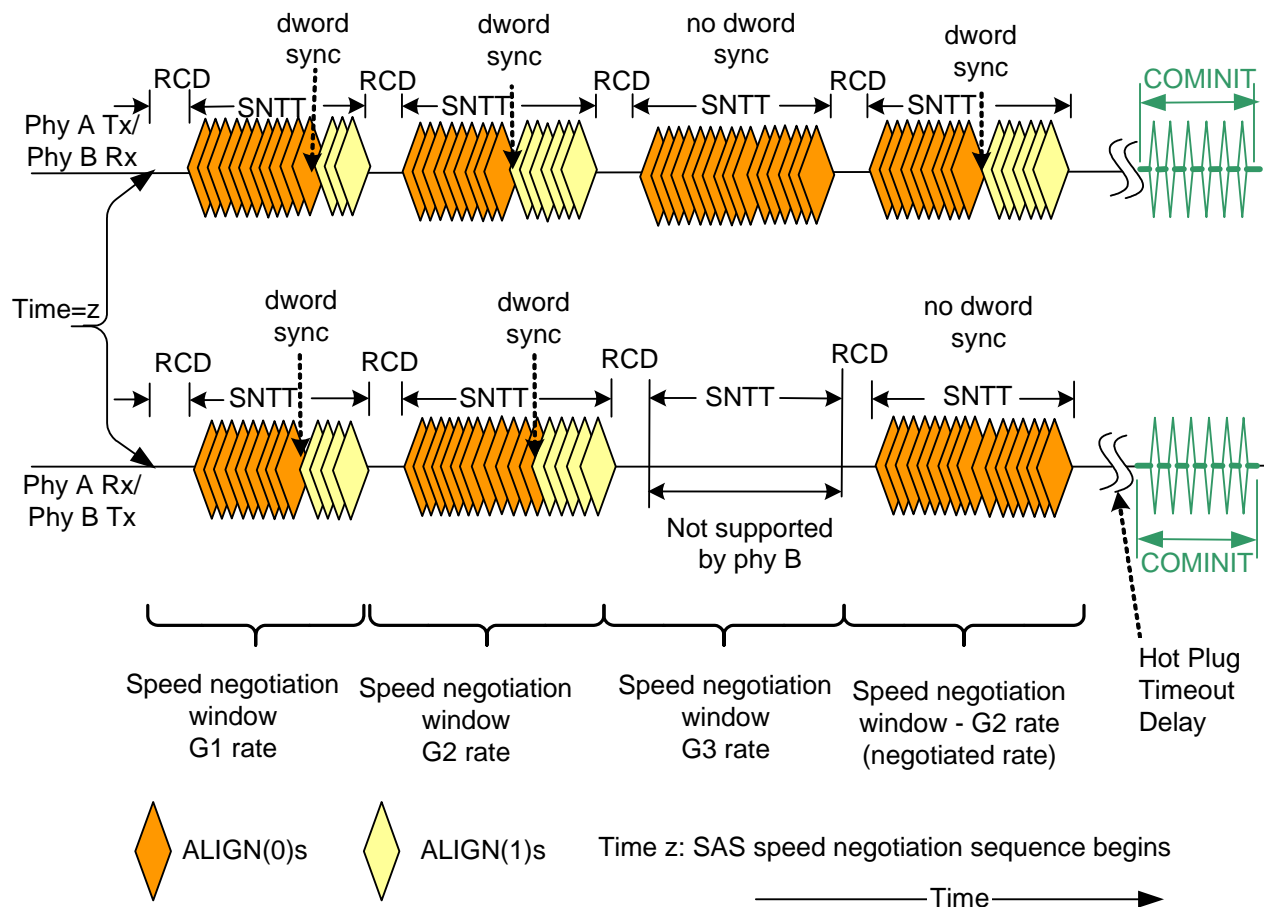 dword
sync
dword
sync
no dword
sync
dword
sync
RCD
RCD
RCD
RCD
COMINIT
SNTT
SNTT
SNTT
SNTT
Phy A Tx/
Phy B Rx
Time=z
dword
sync
dword
sync
no dword
sync
RCD
RCD
RCD
RCD
SNTT
SNTT
SNTT
SNTT
Phy A Rx/
Phy B Tx
Not supported
by phy B
COMINIT
Speed negotiation
window
G1 rate
Speed negotiation
window
G2 rate
Speed negotiation
window
G3 rate
Speed negotiation
window - G2 rate
(negotiated rate)
Hot Plug
Timeout
Delay
ALIGN(0)s
ALIGN(1)s
Time z: SAS speed negotiation sequence begins
Time